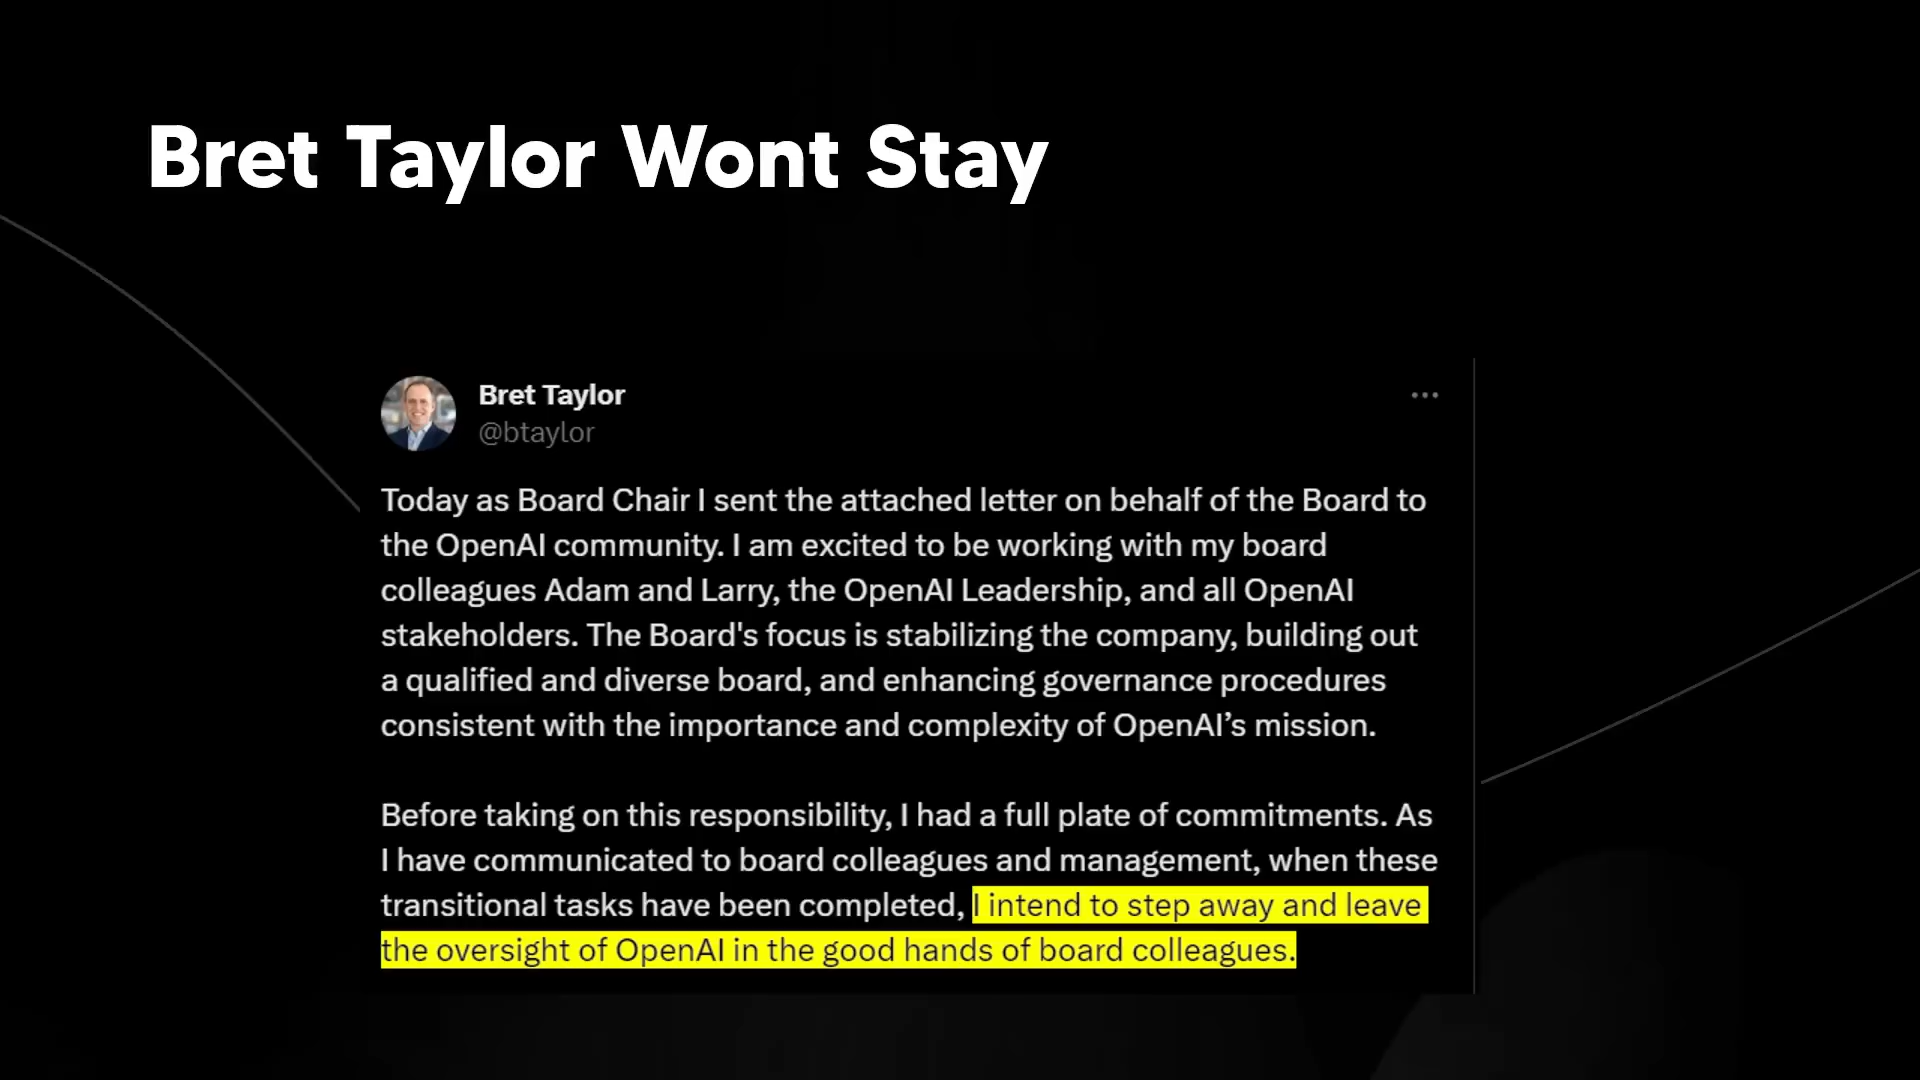 Bret Taylor Wont Stay
Bret Taylor
@btaylor
Today as Board Chair I sent the attached letter on behalf of the Board to
the OpenAI community. I am excited to be working with my board
colleagues Adam and Larry, the OpenAI Leadership, and all OpenAI
stakeholders. The Board's focus is stabilizing the company, building out
a qualified and diverse board, and enhancing governance procedures
consistent with the importance and complexity of OpenAI’s mission.
Before taking on this responsibility, I had a full plate of commitments. As
I have communicated to board colleagues and management, when these
transitional tasks have been completed, I intend to step away and leave
the oversight of OpenAI in the good hands of board colleagues.